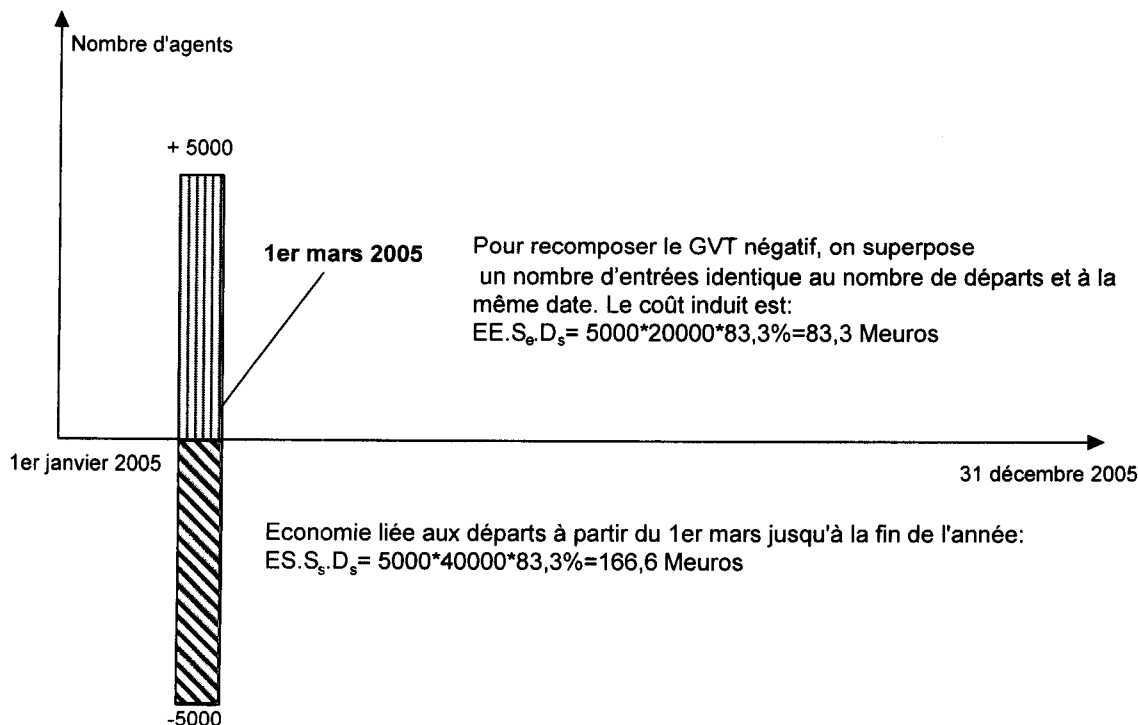 Nombre d'agents
+ 5000
1er mars 2005
Pour recomposer le GVT négatif, on superpose
un nombre d'entrées identique au nombre de départs et à la
même date. Le coût induit est:
EE.Se.Ds= 5000*20000*83,3%=83,3 Meuros
1er janvier 2005
31 décembre 2005
Economie liée aux départs à partir du 1er mars jusqu'à la fin de l'année:
ES.Ss.Ds= 5000*40000*83,3%=166,6 Meuros
-5000